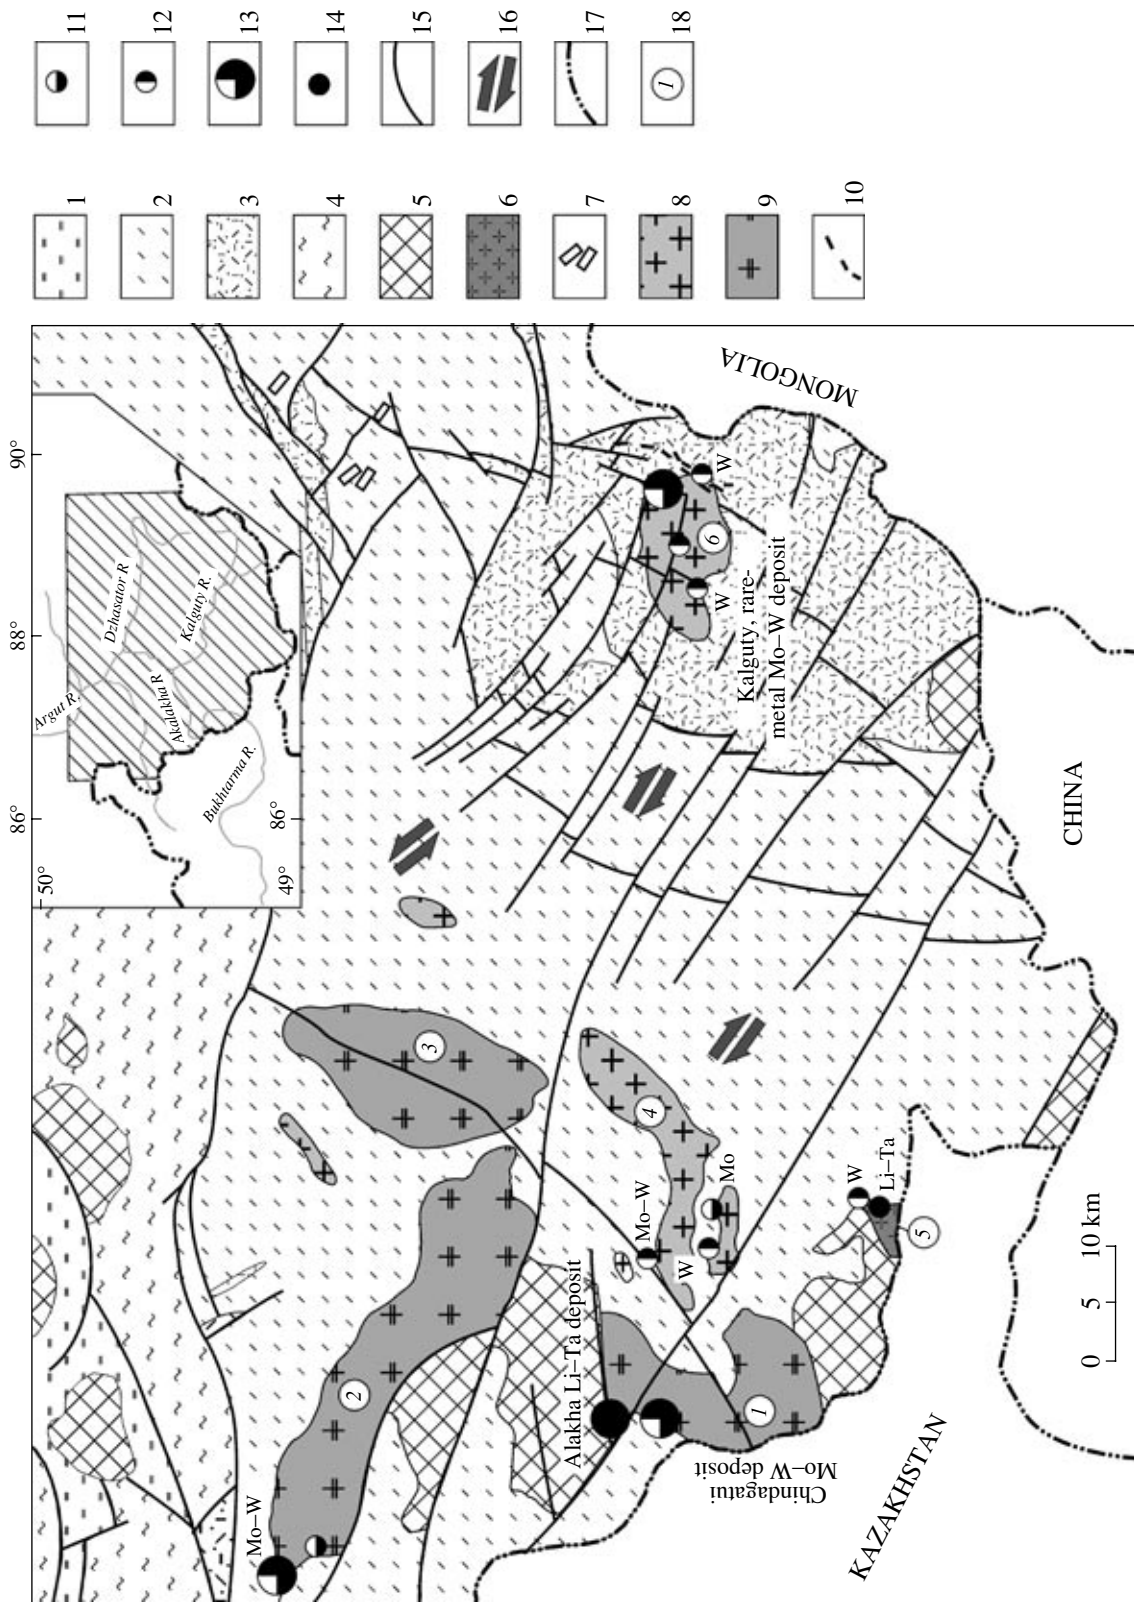 50°
49°
86°
88°
90°
86°
Argut R.
Dzhasator R
Akalakha R
Kalguty R.
Bukhtarma R.
MONGOLIA
CHINA
KAZAKHSTAN
Mo–W
2
3
Alakha Li–Ta deposit
Chindagatui
Mo–W deposit
1
Mo–W
W
Mo
4
W
Li–Ta
5
W
W
6
Kalguty, rare-
metal Mo–W deposit
0 5 10 km
1
2
3
4
5
6
7
8
9
10
11
12
13
14
15
16
17
1
18